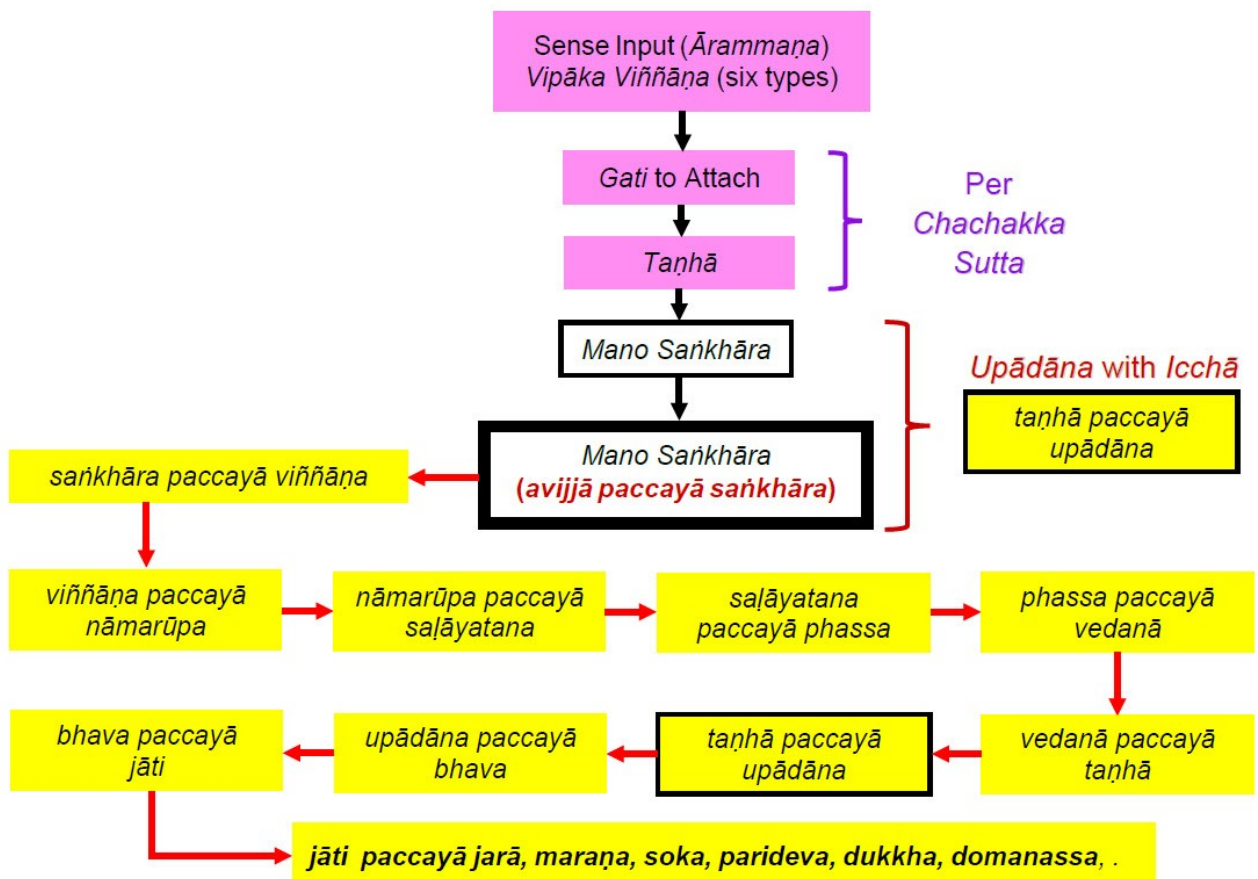 Sense Input (Ārammaṇa)
Vipāka Viññāṇa (six types)
Gati to Attach
Taṇhā
Per
Chachakka
Sutta
Mano Saṅkhāra
Upādāna with Icchā
taṇhā paccayā
upādāna
Mano Saṅkhāra
(avijjā paccayā saṅkhāra)
saṅkhāra paccayā viññāṇa
viññāṇa paccayā
nāmarūpa
nāmarūpa paccayā
saḷāyatana
saḷāyatana
paccayā phassa
phassa paccayā
vedanā
bhava paccayā
jāti
upādāna paccayā
bhava
taṇhā paccayā
upādāna
vedanā paccayā
taṇhā
jāti paccayā jarā, maraṇa, soka, parideva, dukkha, domanassa, .